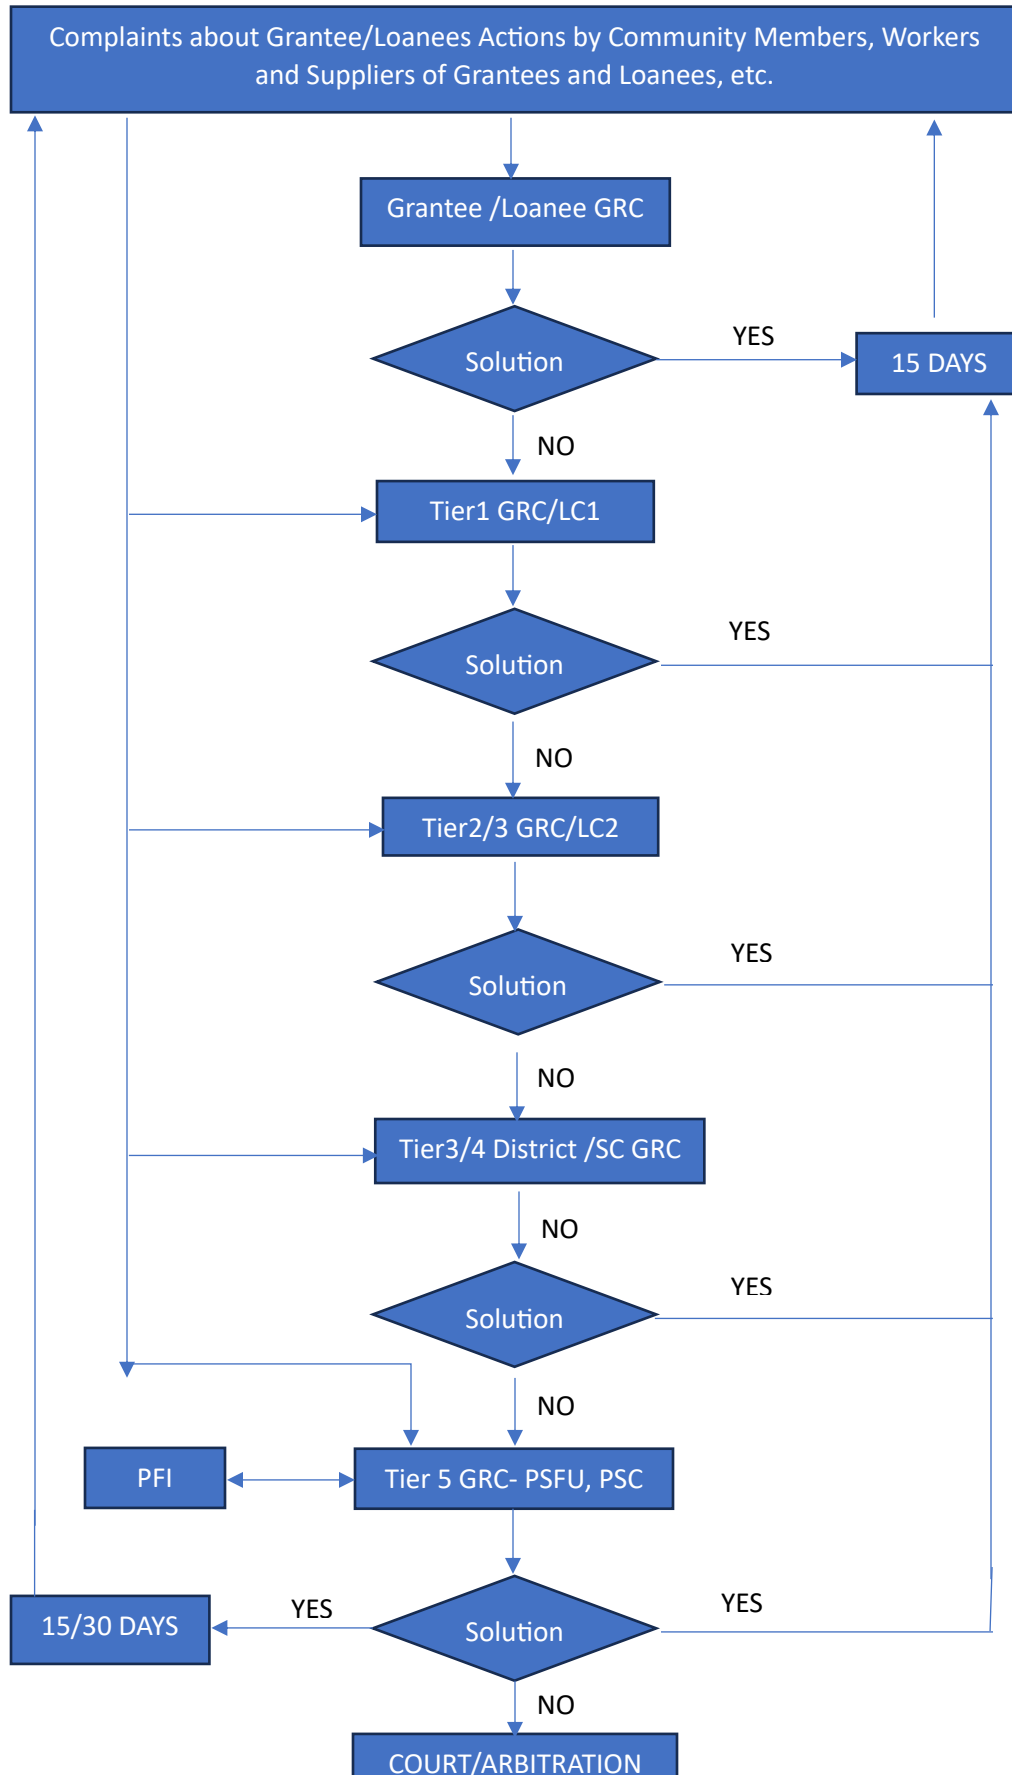 Complaints about Grantee/Loanees Actions by Community Members, Workers
and Suppliers of Grantees and Loanees, etc.
Grantee /Loanee GRC
Solution
YES
15 DAYS
NO
Tier1 GRC/LC1
Solution
YES
NO
Tier2/3 GRC/LC2
Solution
YES
NO
Tier3/4 District /SC GRC
NO
Solution
YES
NO
PFI
Tier 5 GRC- PSFU, PSC
15/30 DAYS
YES
Solution
YES
NO
COURT/ARBITRATION